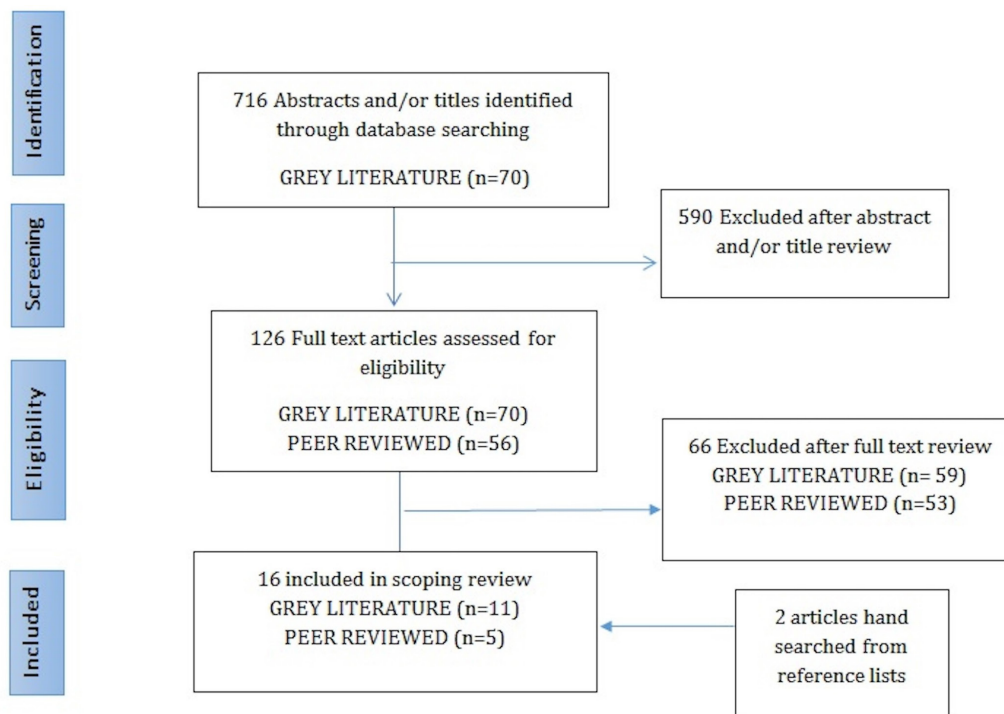 Identification
716 Abstracts and/or titles identified
through database searching
GREY LITERATURE (n=70)
Screening
590 Excluded after abstract
and/or title review
126 Full text articles assessed for
eligibility
GREY LITERATURE (n=70)
PEER REVIEWED (n=56)
Eligibility
66 Excluded after full text review
GREY LITERATURE (n= 59)
PEER REVIEWED (n=53)
Included
16 included in scoping review
GREY LITERATURE (n=11)
PEER REVIEWED (n=5)
2 articles hand
searched from
reference lists